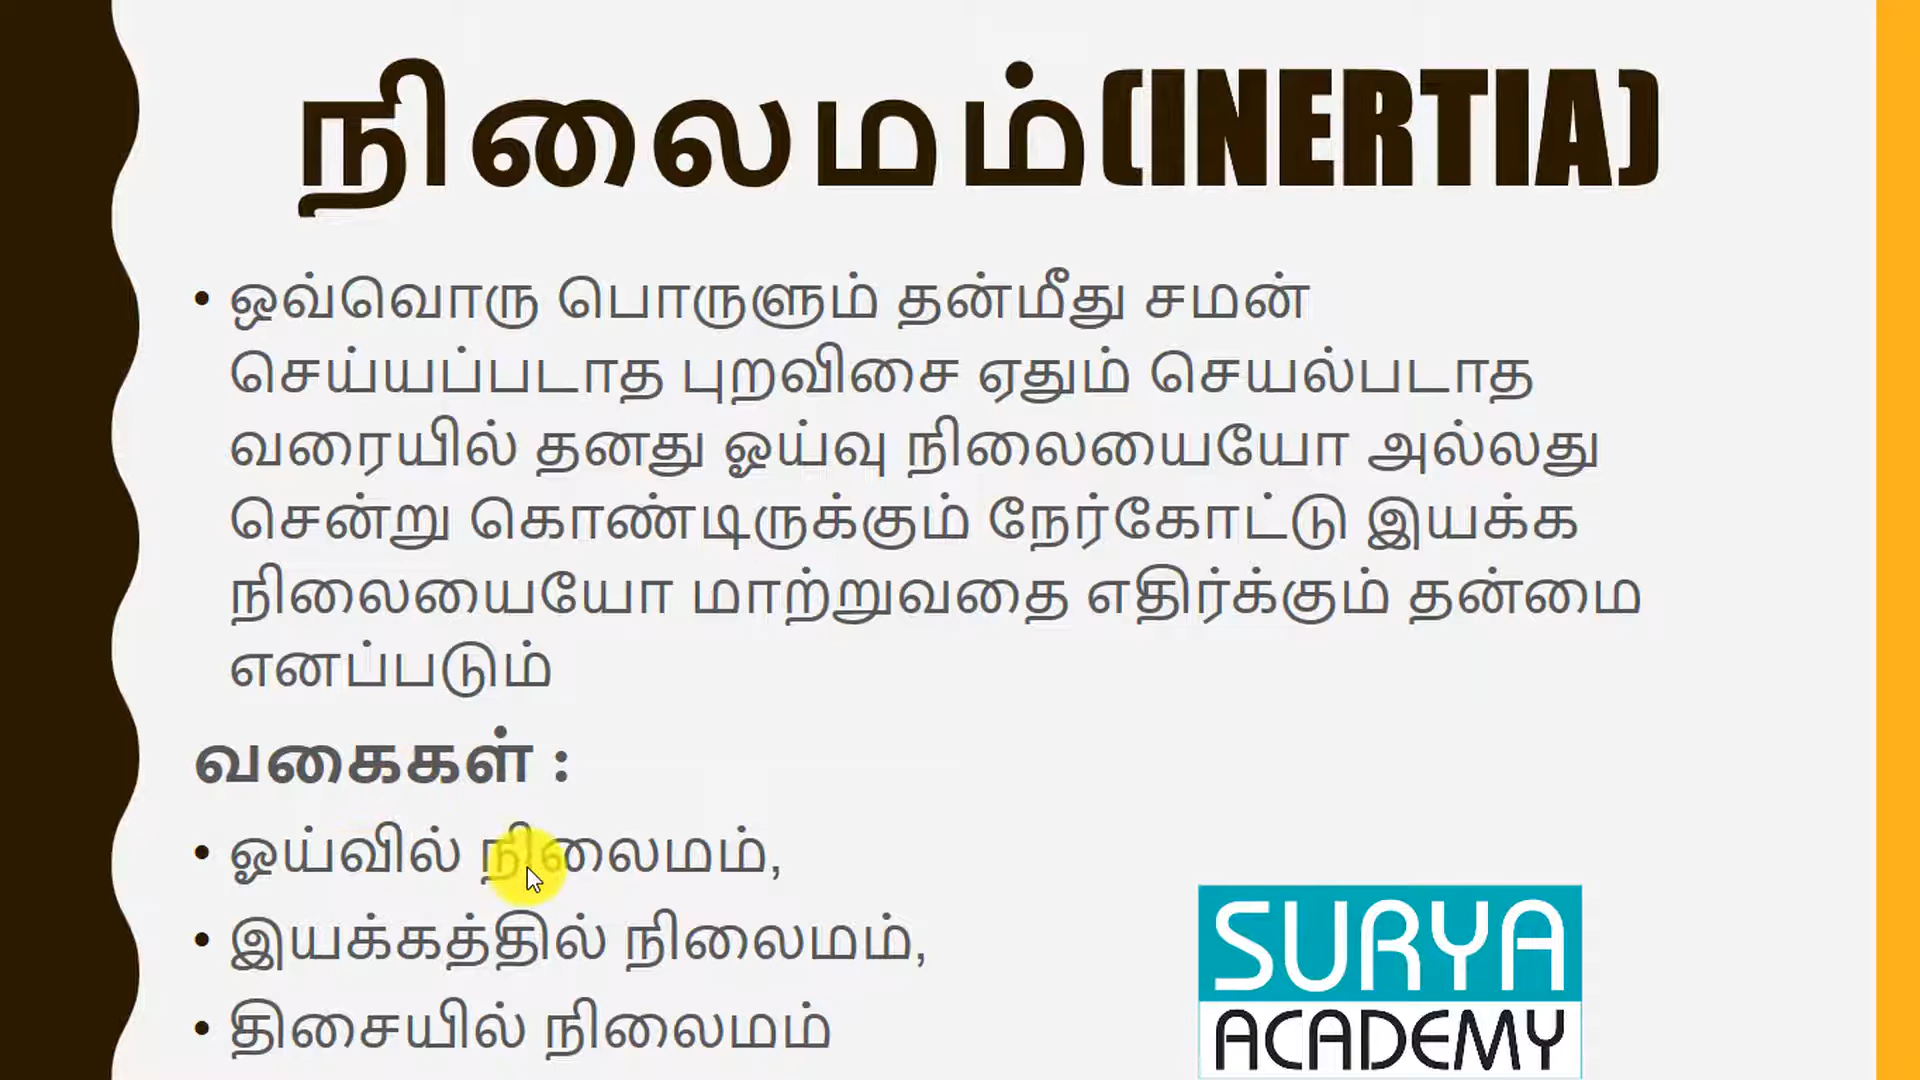 நிலைமம்(INERTIA)
• ஒவ்வொரு பொருளும் தன்மீது சமன்
செய்யப்படாத புறவிசை ஏதும் செயல்படாத
வரையில் தனது ஓய்வு நிலையையோ அல்லது
சென்று கொண்டிருக்கும் நேர்கோட்டு இயக்க
நிலையையோ மாற்றுவதை எதிர்க்கும் தன்மை
எனப்படும்
வகைகள் :
• ஓய்வில் நிலைமம்,
• இயக்கத்தில் நிலைமம்,
• திசையில் நிலைமம்
SURYA
ACADEMY